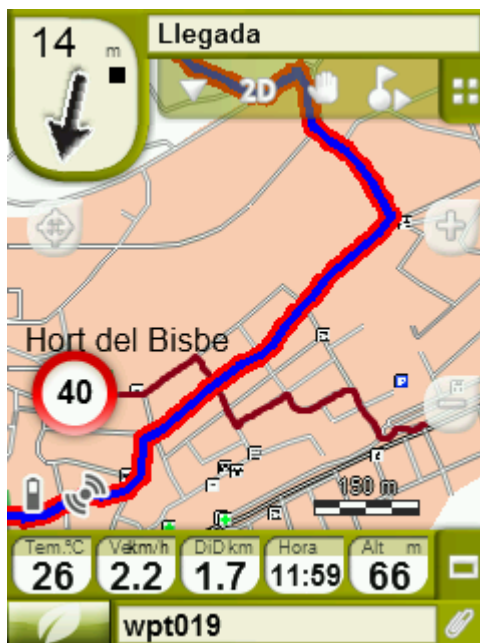 14 m
Llegada
2D
Hort del Bisbe
40
150 m
Tem.ºC
Vel km/h
DiD km
Hora
Alt m
26
2.2
1.7
11:59
66
wpt019